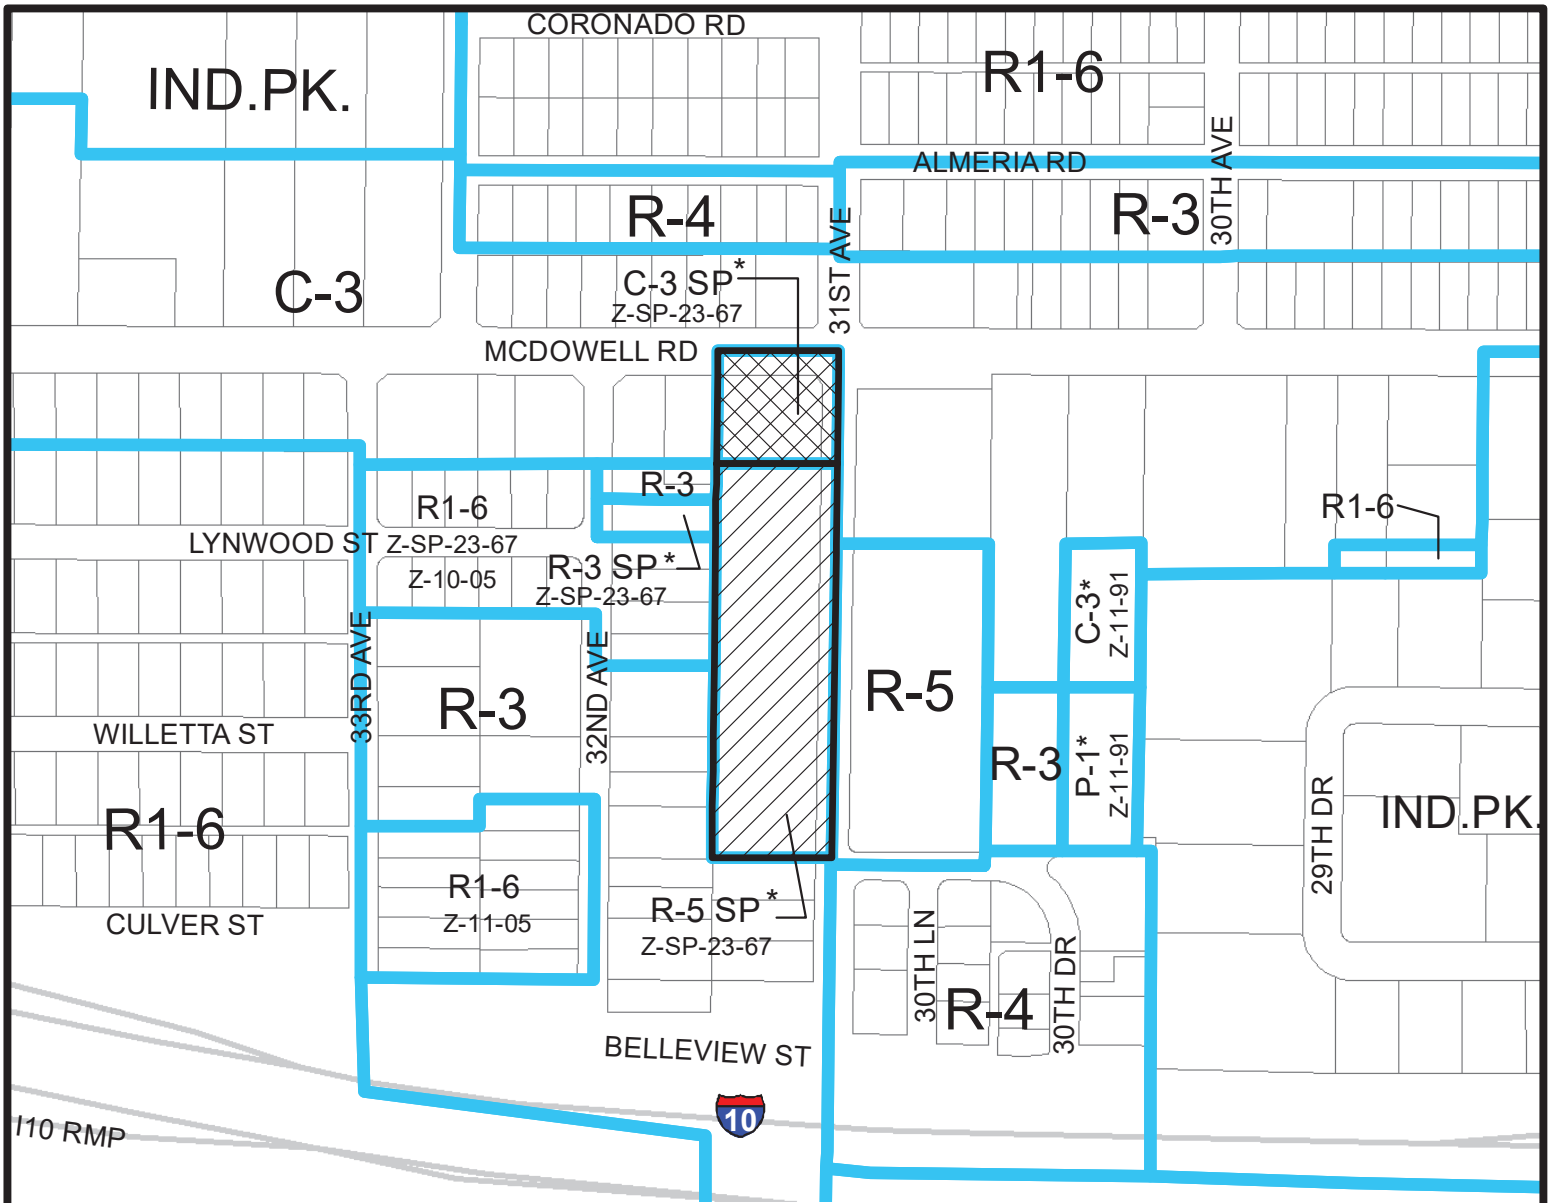 CORONADO RD
IND.PK.
R1-6
ALMERIA RD
30TH AVE
R-4
R-3
31ST AVE
C-3
C-3 SP*
Z-SP-23-67
MCDOWELL RD
R-3
R1-6
Z-SP-23-67
Z-10-05
LYNWOOD ST
R-3 SP*
Z-SP-23-67
R1-6
C-3*
Z-11-91
33RD AVE
32ND AVE
R-3
R-5
WILLETTA ST
R-3
P-1*
Z-11-91
R1-6
29TH DR
IND.PK.
R1-6
Z-11-05
CULVER ST
R-5 SP*
Z-SP-23-67
30TH LN
R-4
30TH DR
BELLEVIEW ST
10
I10 RMP